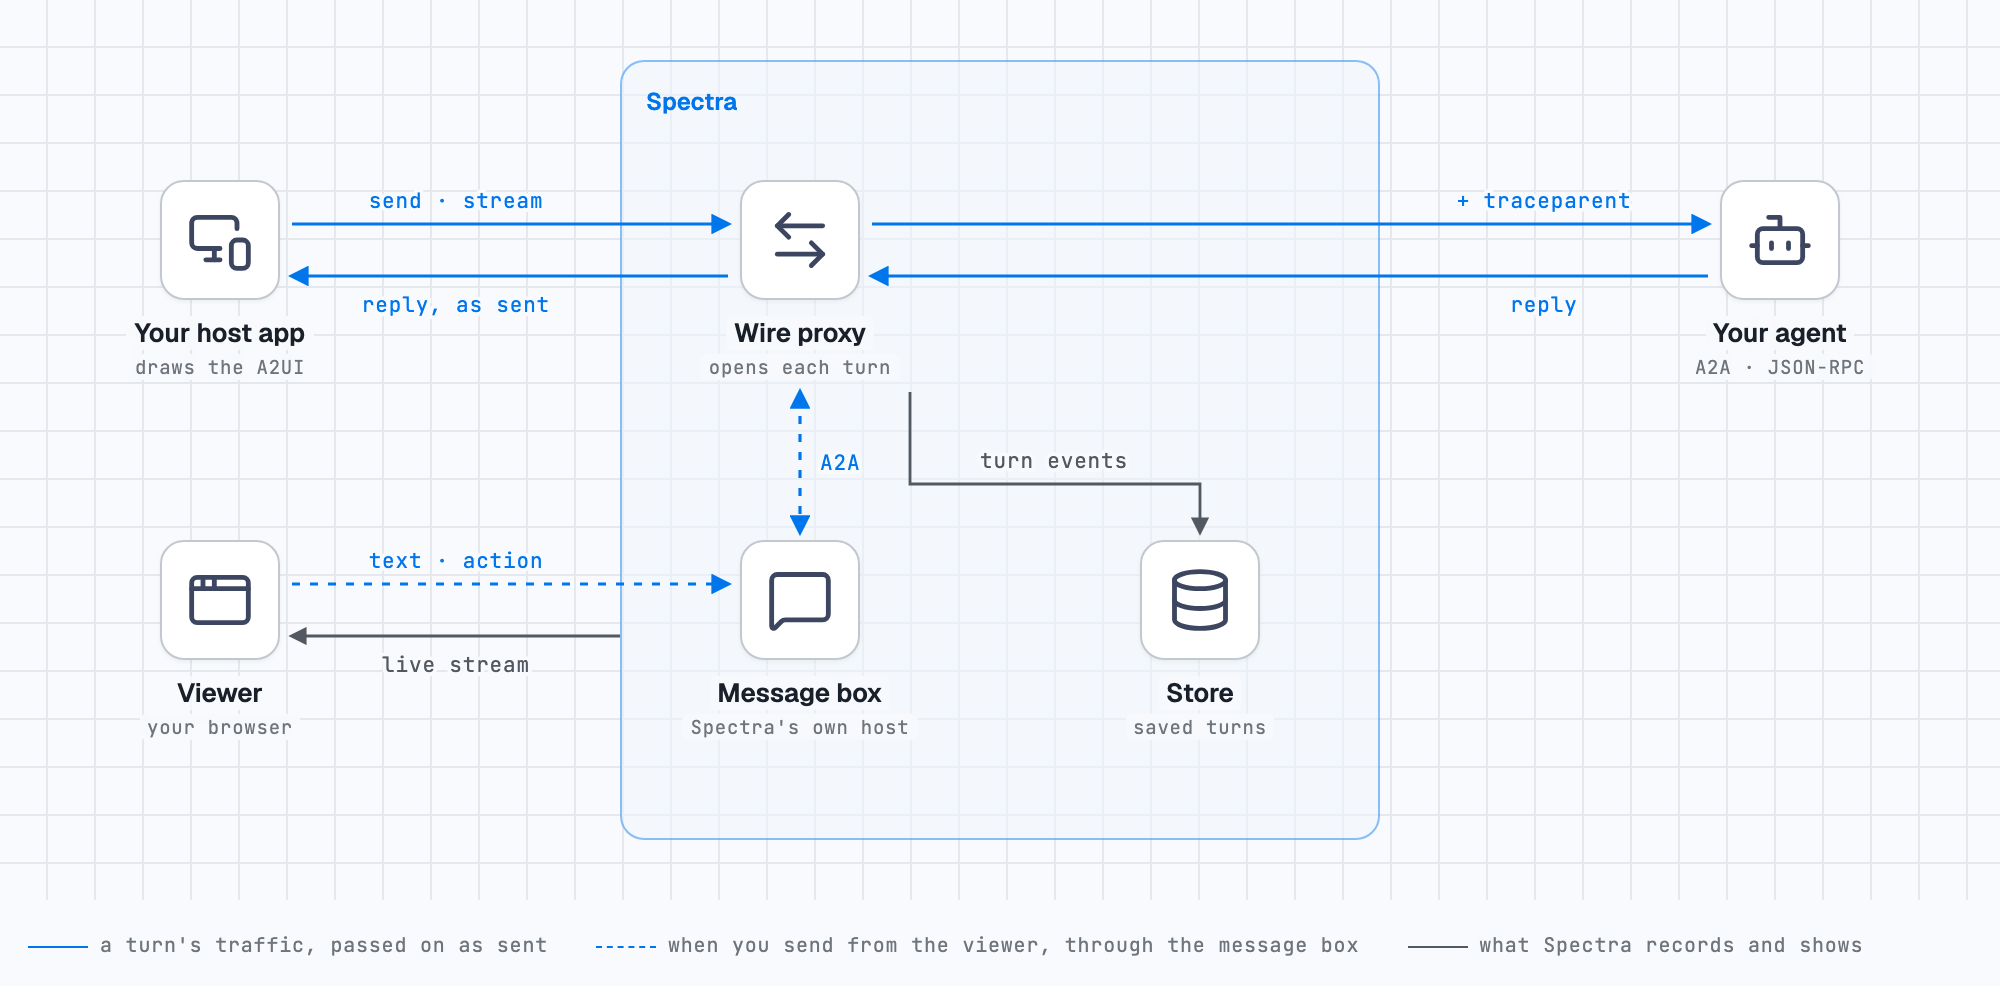 Spectra
send · stream
+ traceparent
reply, as sent
reply
Your host app
draws the A2UI
Wire proxy
opens each turn
Your agent
A2A · JSON-RPC
A2A
turn events
text · action
live stream
Viewer
your browser
Message box
Spectra's own host
Store
saved turns
a turn's traffic, passed on as sent
when you send from the viewer, through the message box
what Spectra records and shows